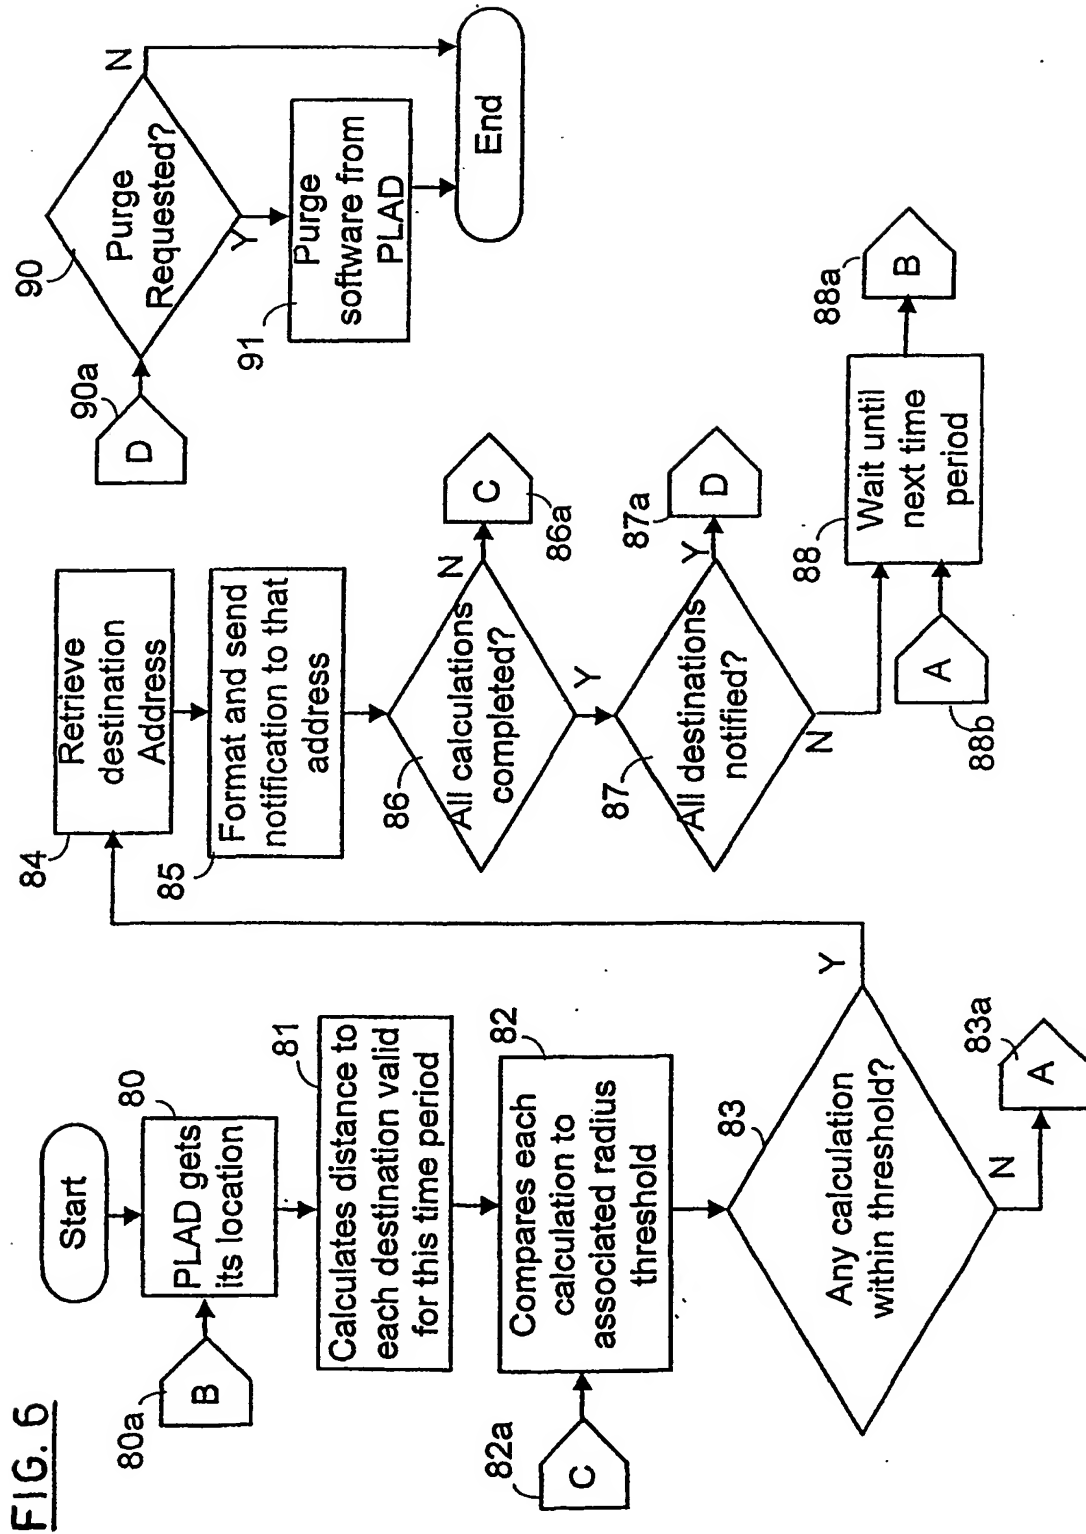 FIG. 6
Start
80
PLAD gets
its location
80a
B
81
Calculates distance to
each destination valid
for this time period
82
Compares each
calculation to
associated radius
threshold
82a
C
83
Any calculation
within threshold?
Y
N
83a
A
84
Retrieve
destination
Address
85
Format and send
notification to that
address
86
All calculations
completed?
N
86a
C
Y
87
All destinations
notified?
Y
87a
D
N
88
Wait until
next time
period
88a
B
88b
A
90a
D
90
Purge
Requested?
N
Y
91
Purge
software from
PLAD
End